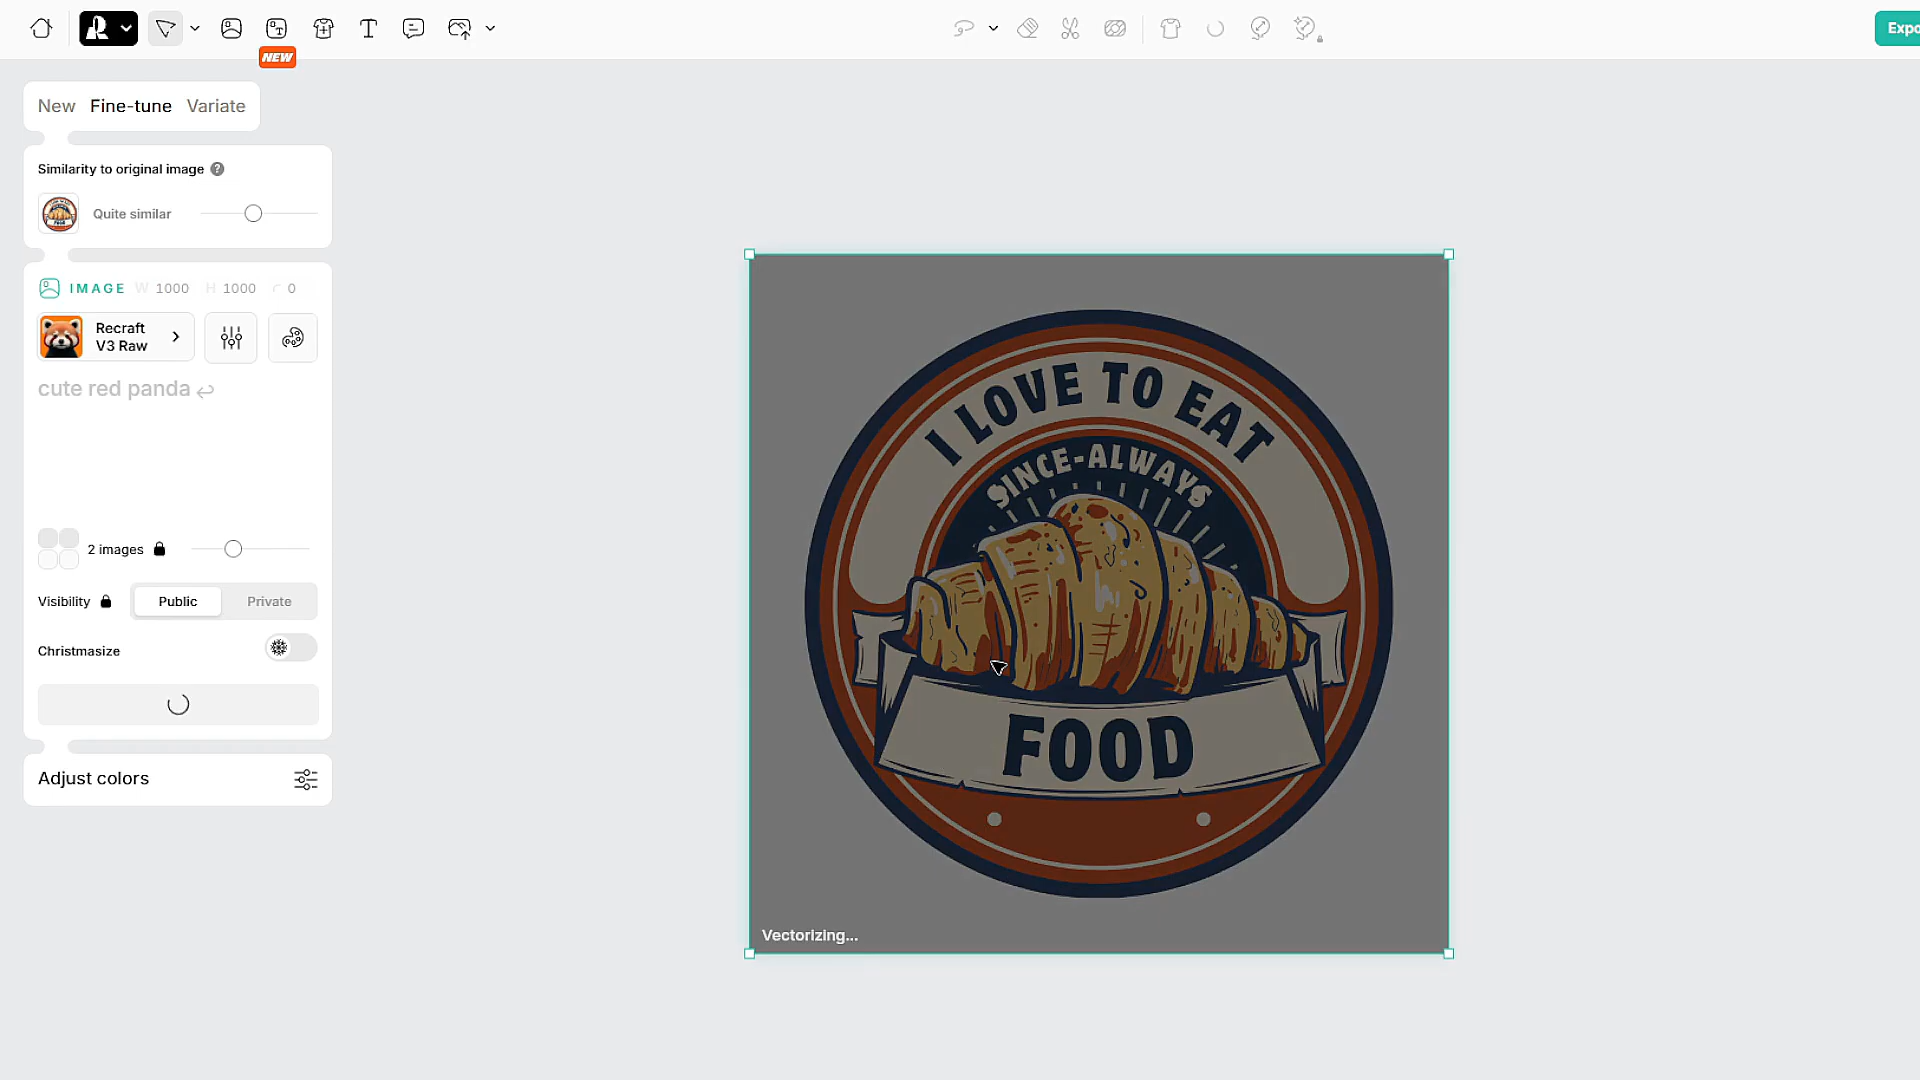 NEW
Expo
New Fine-tune Variate
Similarity to original image ?
Quite similar
IMAGE W 1000 H 1000 0
Recraft
V3 Raw
cute red panda
2 images
Visibility Public Private
Christmasize
Adjust colors
I LOVE TO EAT
SINCE-ALWAYS
FOOD
Vectorizing...